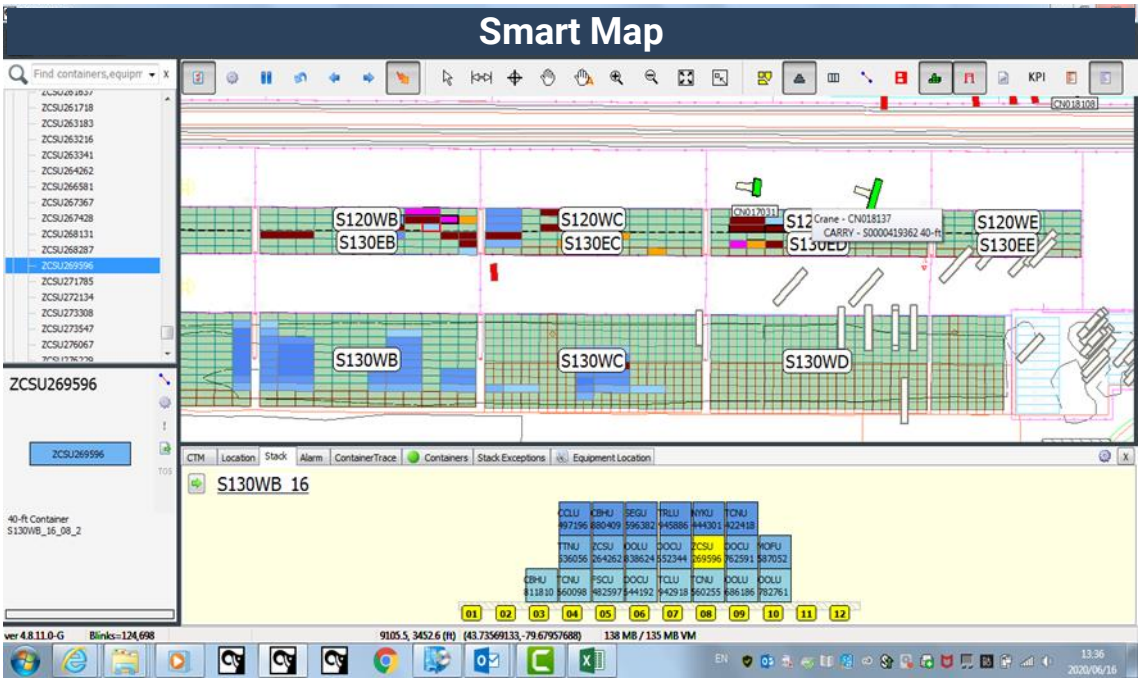 Smart Map
Find containers,equipm x
KPI
ZCSU261637
ZCSU261718
ZCSU263183
ZCSU263216
ZCSU263341
ZCSU264262
ZCSU266581
ZCSU267367
ZCSU267428
ZCSU268131
ZCSU268287
ZCSU269596
ZCSU271785
ZCSU272134
ZCSU273308
ZCSU273547
ZCSU276067
CN018108
CN017031
S120WB S120WC S12 Crane - CN018137 S120WE
CARRY - S0000419362 40-ft
S130EB S130EC S130ED S130EE
S130WB S130WC S130WD
ZCSU269596
ZCSU269596
TOS
40-ft Container
S130WB_16_08_2
CTM Location Stack Alarm ContainerTrace Containers Stack Exceptions Equipment Location X
S130WB 16
CCLU CBHU SEGU TRLU NYKU TCNU
497196 880409 596382 945886 444301 422418
TTNU ZCSU OOLU OOCU ZCSU OOCU MOFU
536056 264262 838624 552344 269596 762591 587052
CBHU TCNU FSCU OOCU TCLU TCNU OOLU OOLU
811810 560098 482597 544192 942918 560255 686186 782761
01 02 03 04 05 06 07 08 09 10 11 12
ver 4.8.11.0-G Blinks=124,698 9105.5, 3452.6 (ft) (43.73569133,-79.67957688) 138 MB / 135 MB VM
EN
13:36
2020/06/16